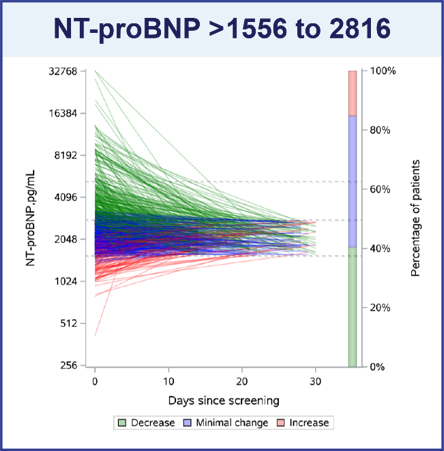 NT-proBNP >1556 to 2816
NT-proBNP,pg/mL
32768
16384
8192
4096
2048
1024
512
256
0
10
20
30
Days since screening
100%
80%
60%
40%
20%
0%
Percentage of patients
Decrease
Minimal change
Increase